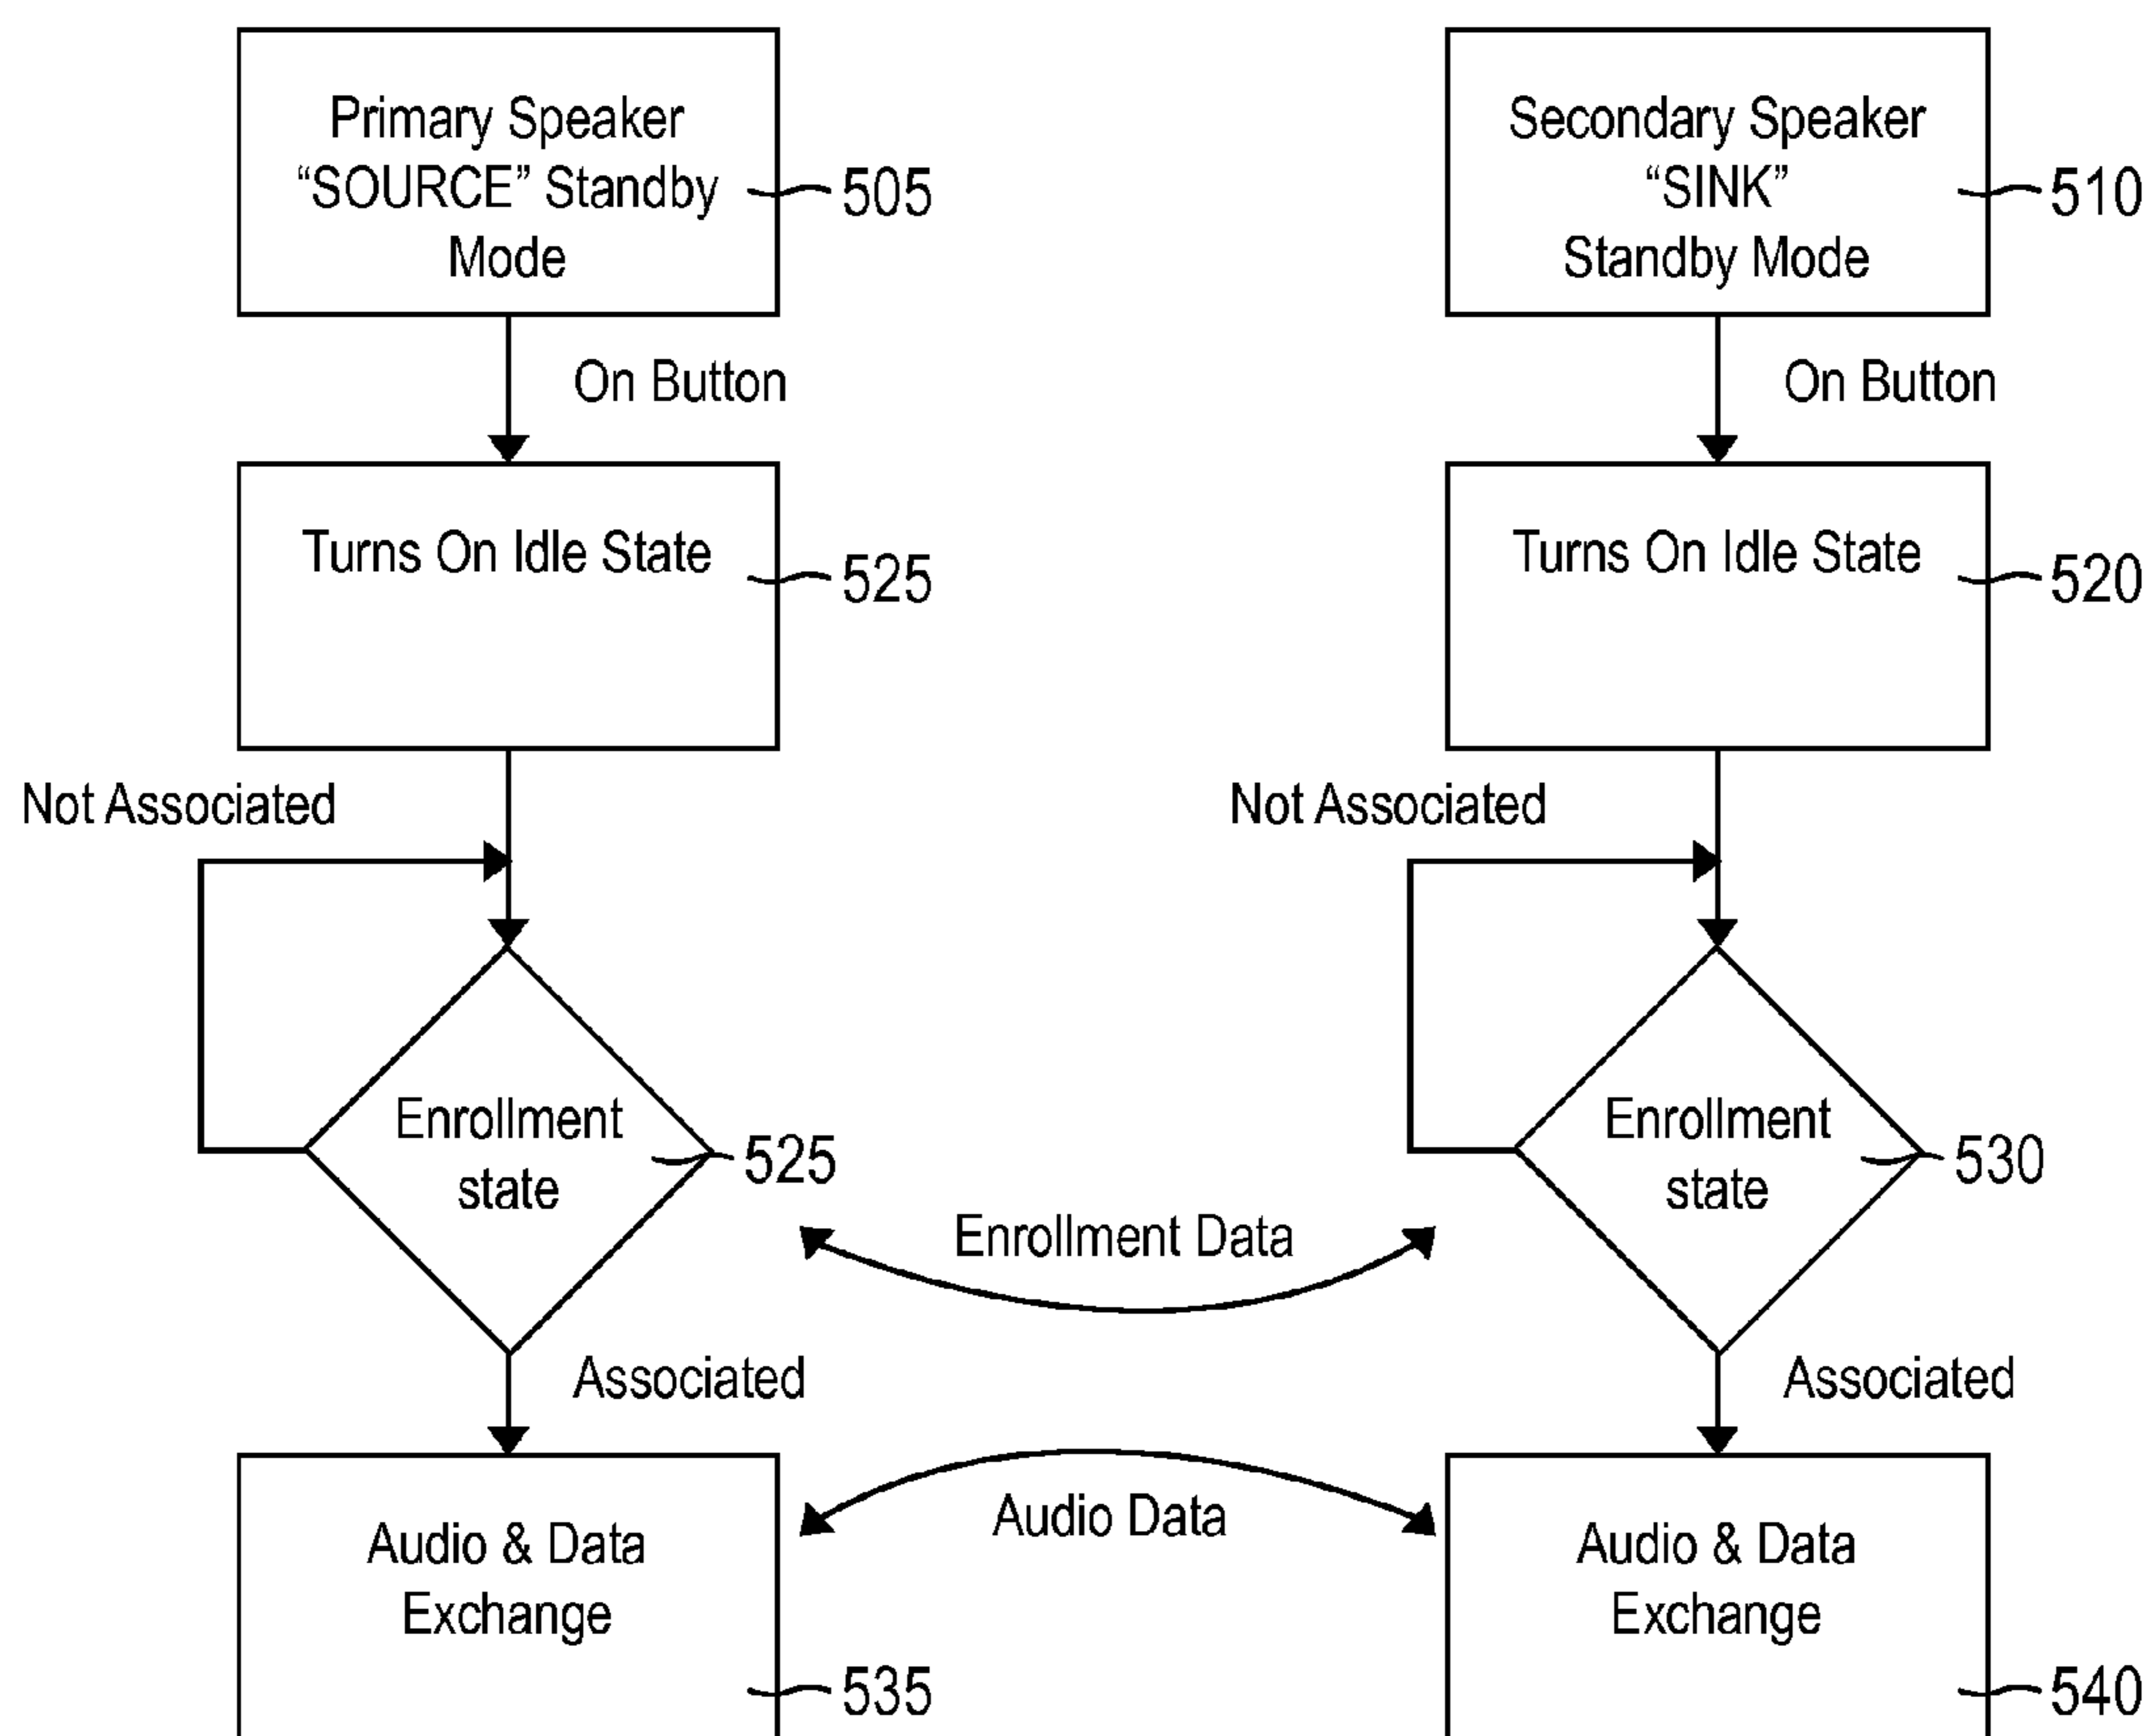 Primary Speaker
“SOURCE” Standby
Mode
505
Secondary Speaker
“SINK”
Standby Mode
510
On Button
On Button
Turns On Idle State
525
Turns On Idle State
520
Not Associated
Not Associated
Enrollment
state
525
Enrollment
state
530
Enrollment Data
Associated
Associated
Audio Data
Audio & Data
Exchange
535
Audio & Data
Exchange
540